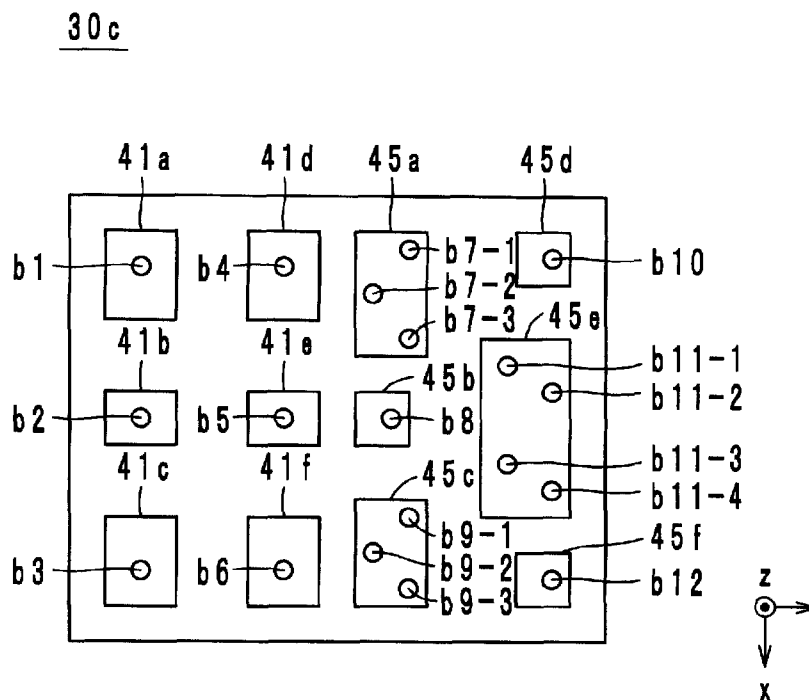 30c
41a 41d 45a 45d
b1 b4 b7-1 b10
b7-2
b7-3 45e
41b 41e 45b b11-1
b11-2
b2 b5 b8
41c 41f 45c b11-3
b11-4
b9-1 45f
b3 b6 b9-2 b12
b9-3
z
x